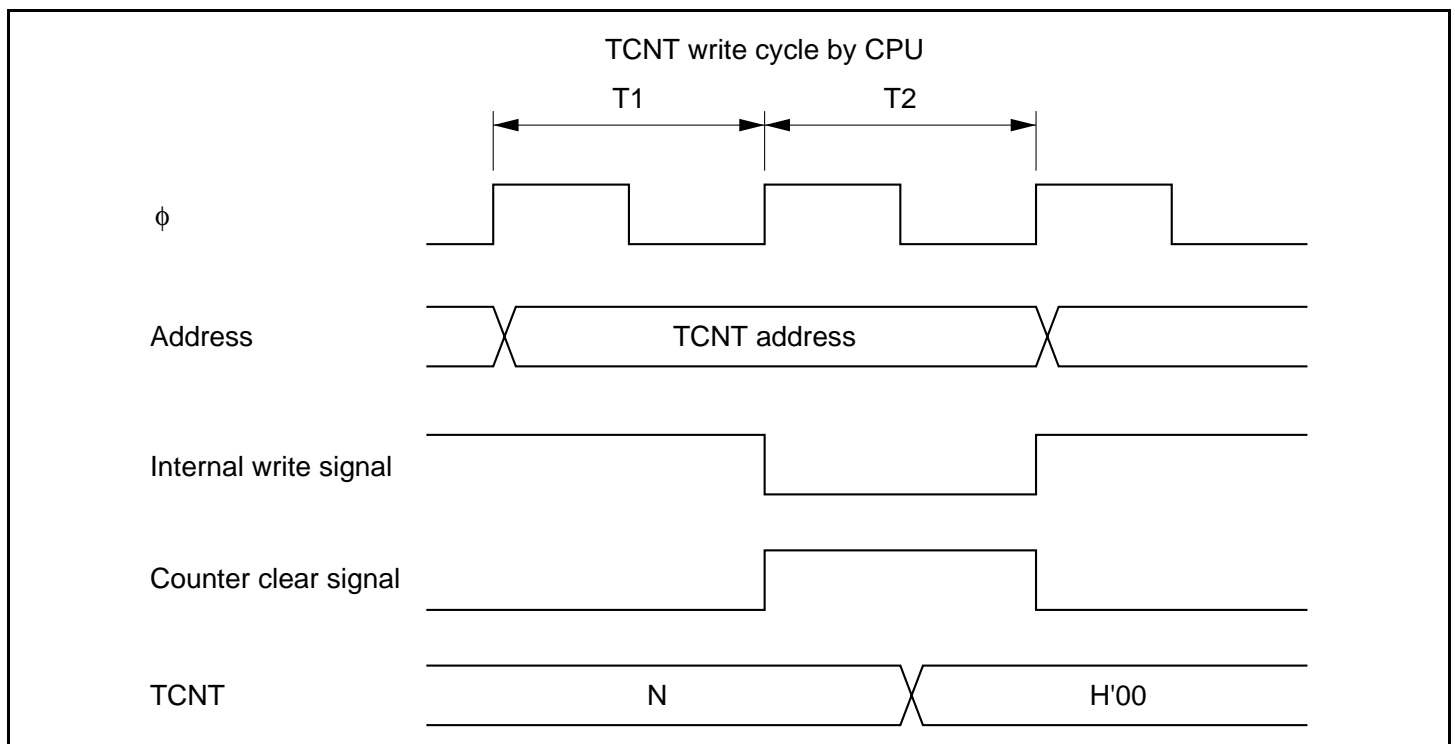 TCNT write cycle by CPU
T1 T2
ϕ
Address TCNT address
Internal write signal
Counter clear signal
TCNT N H'00